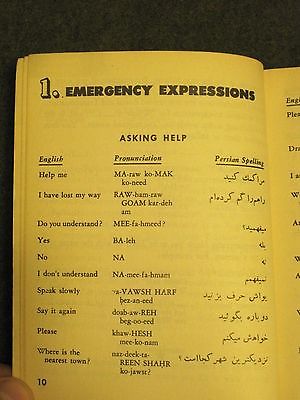 1. EMERGENCY EXPRESSIONS
ASKING HELP
English Pronunciation Persian Spelling
Help me MA-raw ko-MAK مرا کمک کنید
ko-need
I have lost my way RAW-ham-raw راهم را گم کرده‌ام
GOAM kar-deh
am
Do you understand? MEE-fa-hmeed? میفهمید؟
Yes BA-leh بله
No NA نه
I don't understand NA-mee-fa-hmam نمیفهمم
Speak slowly ya-VAWSH HARF یواش حرف بزنید
bez-an-eed
Say it again doab-aw-REH دوباره بگوئید
beg-oo-eed
Please khaw-HESH خواهش میکنم
mee-ko-nam
Where is the naz-deek-ta- نزدیکترین شهر کجااست؟
nearest town? REEN SHAHR
ko-jawst?
10